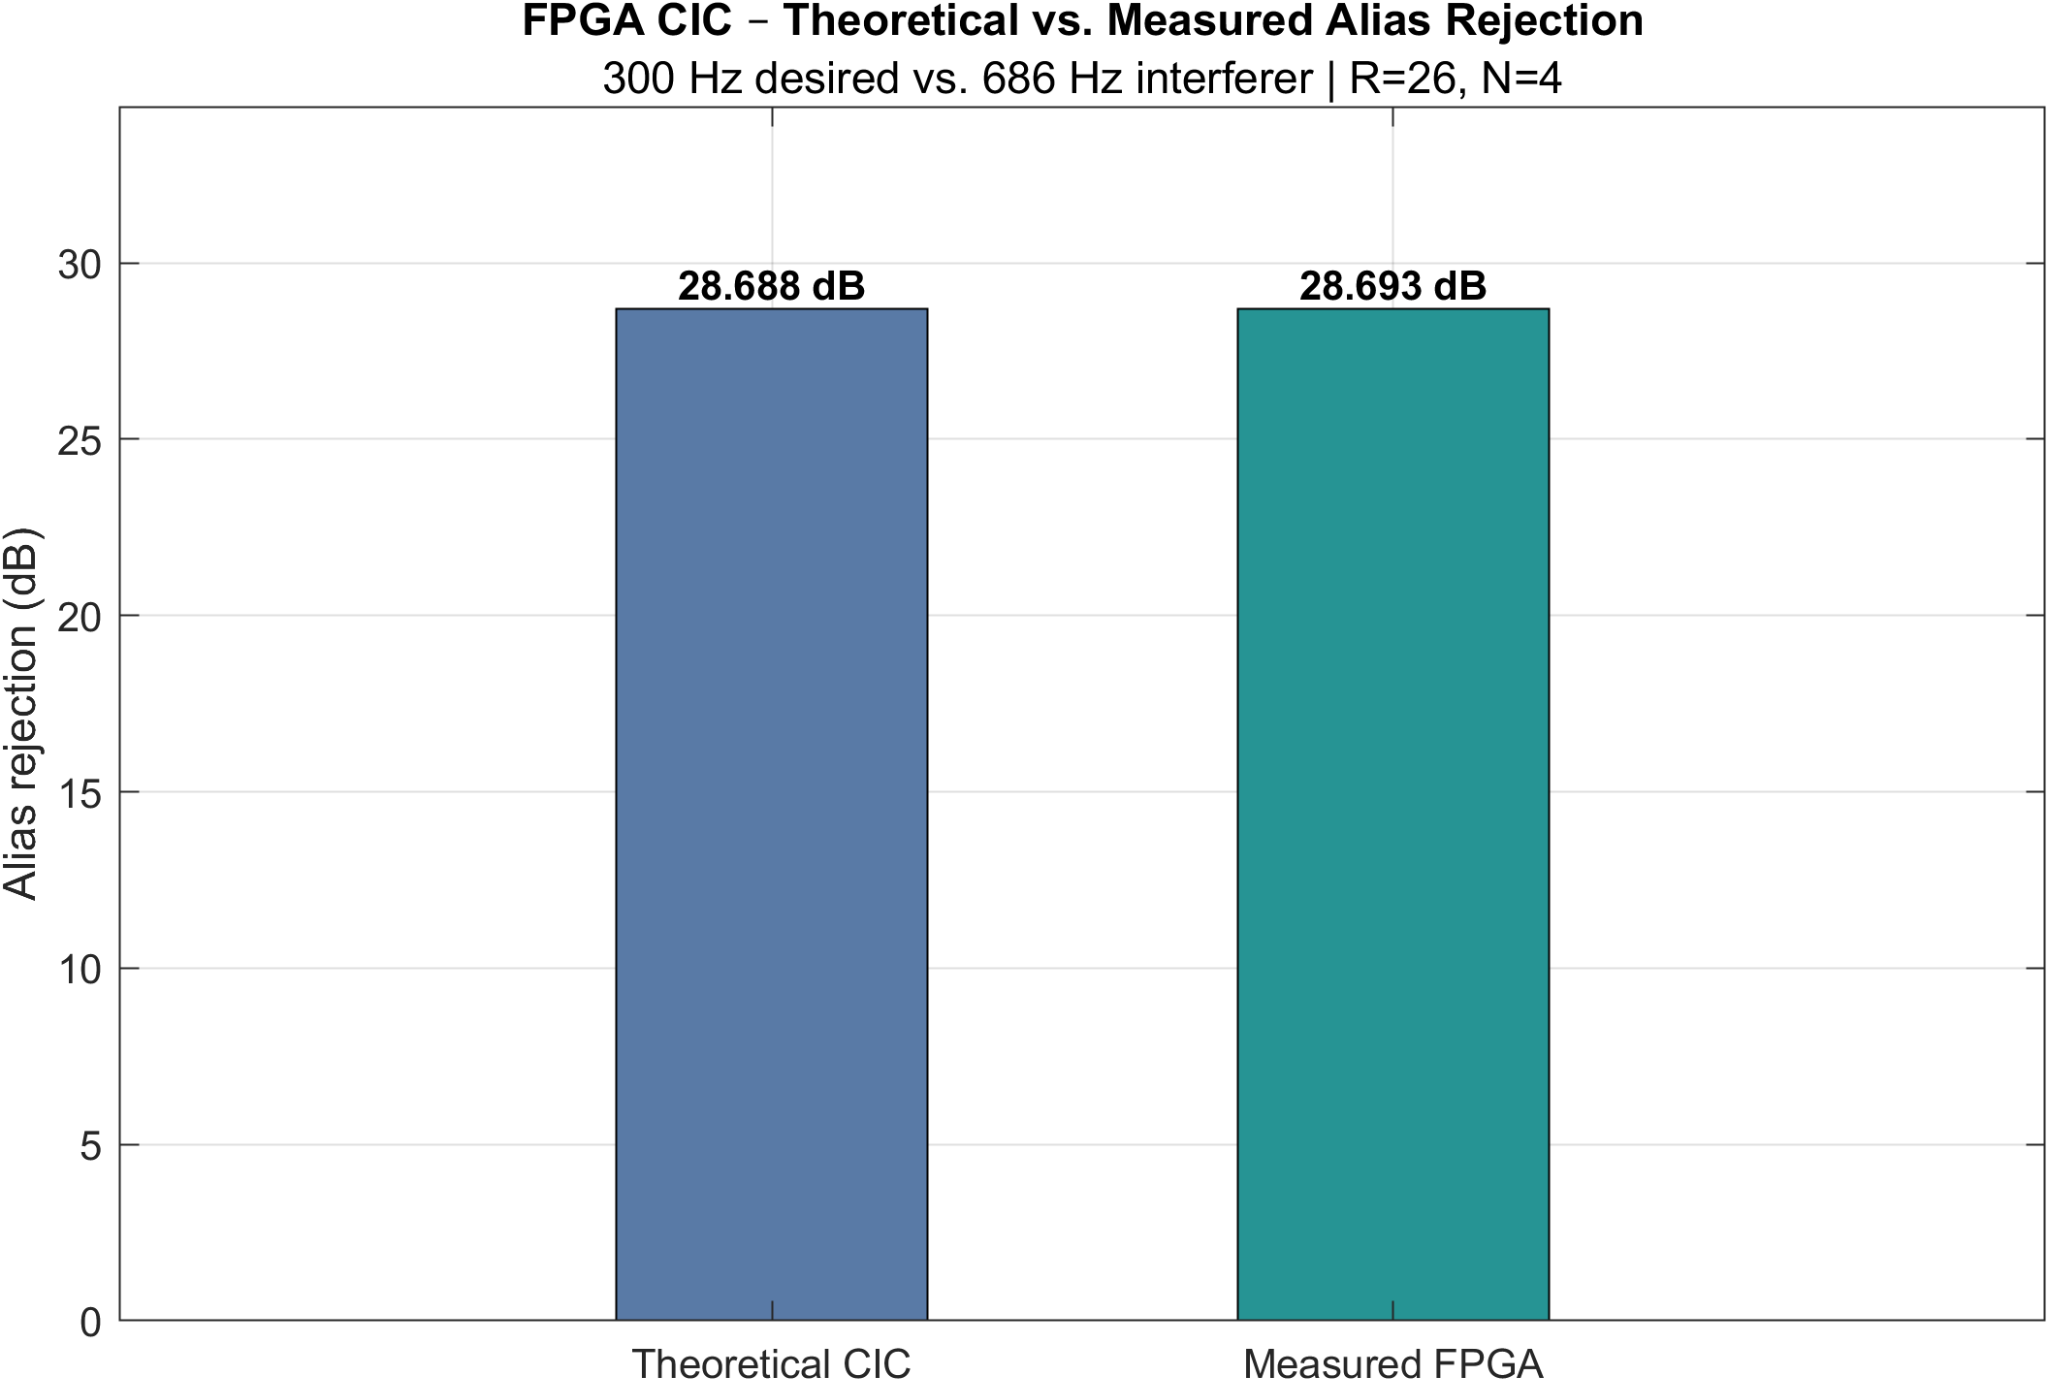 FPGA CIC – Theoretical vs. Measured Alias Rejection
300 Hz desired vs. 686 Hz interferer | R=26, N=4
Alias rejection (dB)
30
25
20
15
10
5
0
28.688 dB
28.693 dB
Theoretical CIC
Measured FPGA